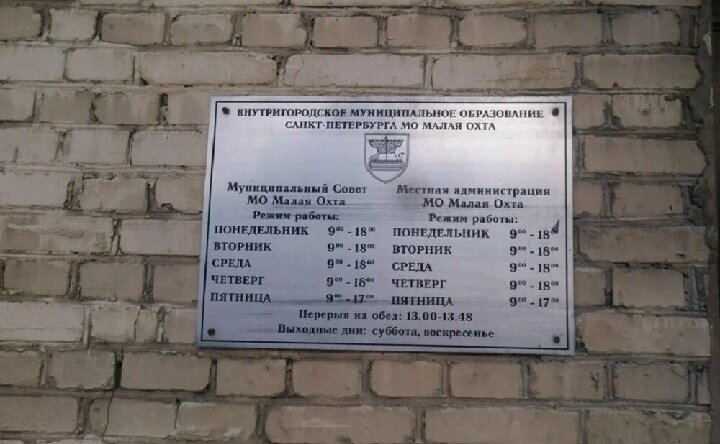 ВНУТРИГОРОДСКОЕ МУНИЦИПАЛЬНОЕ ОБРАЗОВАНИЕ
САНКТ-ПЕТЕРБУРГА МО МАЛАЯ ОХТА
Муниципальный Совет
МО Малая Охта
Режим работы:
ПОНЕДЕЛЬНИК 9⁰⁰ - 18⁰⁰
ВТОРНИК 9⁰⁰ - 18⁰⁰
СРЕДА 9⁰⁰ - 18⁰⁰
ЧЕТВЕРГ 9⁰⁰ - 18⁰⁰
ПЯТНИЦА 9⁰⁰ - 17⁰⁰
Местная администрация
МО Малая Охта
Режим работы:
ПОНЕДЕЛЬНИК 9⁰⁰ - 18⁰⁰
ВТОРНИК 9⁰⁰ - 18⁰⁰
СРЕДА 9⁰⁰ - 18⁰⁰
ЧЕТВЕРГ 9⁰⁰ - 18⁰⁰
ПЯТНИЦА 9⁰⁰ - 17⁰⁰
Перерыв на обед: 13.00-13.48
Выходные дни: суббота, воскресенье